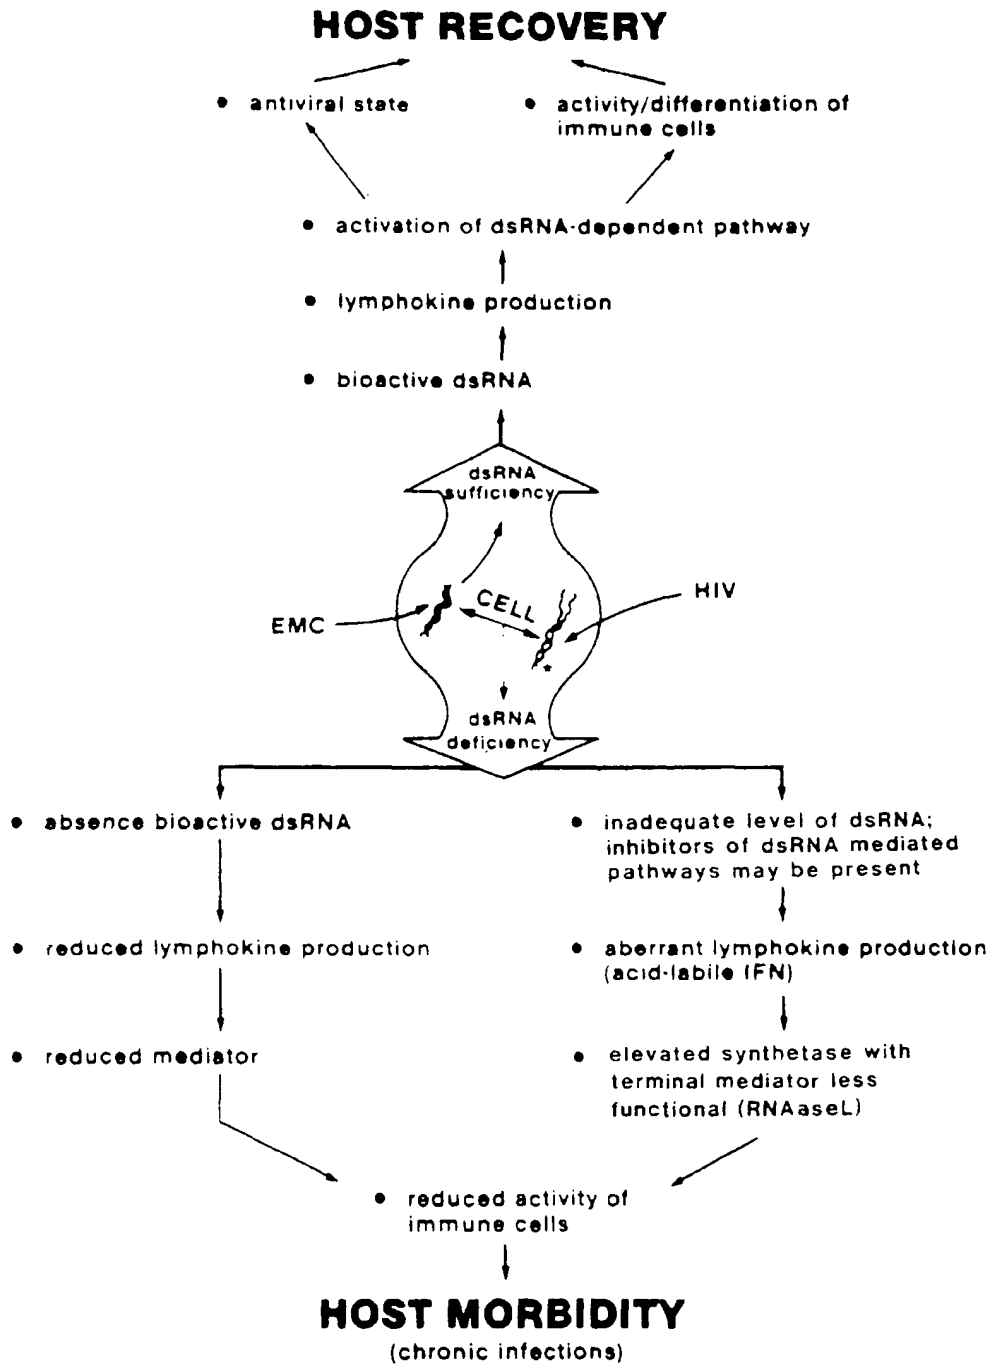 HOST RECOVERY
• antiviral state
• activity/differentiation of
immune cells
• activation of dsRNA-dependent pathway
• lymphokine production
• bioactive dsRNA
dsRNA
sufficiency
CELL
HIV
EMC
*
dsRNA
deficiency
• absence bioactive dsRNA
• inadequate level of dsRNA;
inhibitors of dsRNA mediated
pathways may be present
• reduced lymphokine production
• aberrant lymphokine production
(acid-labile IFN)
• reduced mediator
• elevated synthetase with
terminal mediator less
functional (RNAaseL)
• reduced activity of
immune cells
HOST MORBIDITY
(chronic infections)